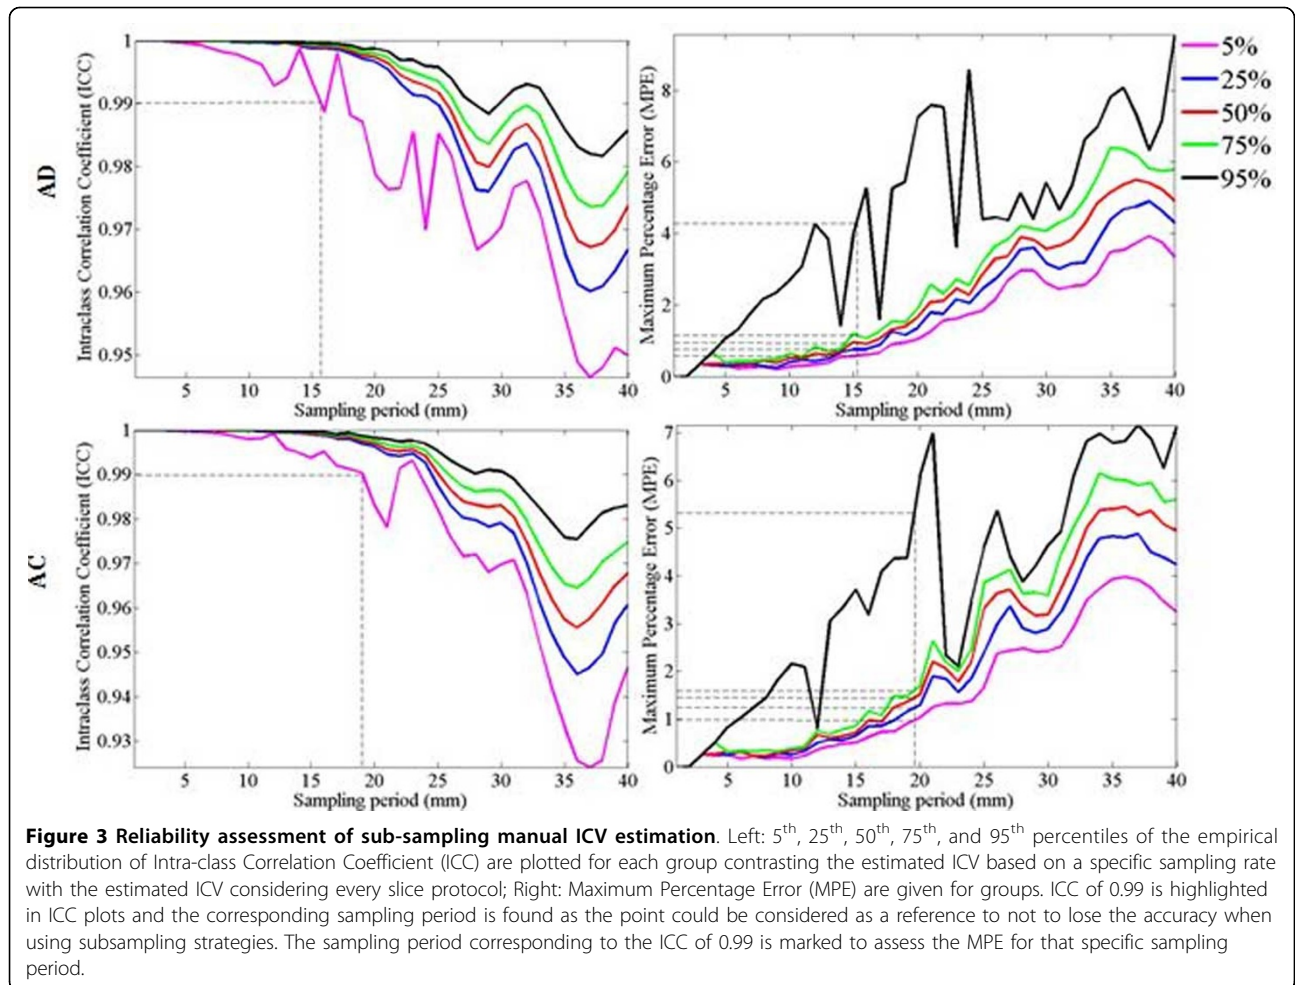 AD
Intraclass Correlation Coefficient (ICC)
1
0.99
0.98
0.97
0.96
0.95
5 10 15 20 25 30 35 40
Sampling period (mm)
Maximum Percentage Error (MPE)
8
6
4
2
0
5 10 15 20 25 30 35 40
Sampling period (mm)
5%
25%
50%
75%
95%
AC
Intraclass Correlation Coefficient (ICC)
1
0.99
0.98
0.97
0.96
0.95
0.94
0.93
5 10 15 20 25 30 35 40
Sampling period (mm)
Maximum Percentage Error (MPE)
7
6
5
4
3
2
1
0
5 10 15 20 25 30 35 40
Sampling period (mm)
Figure 3 Reliability assessment of sub-sampling manual ICV estimation. Left: 5th, 25th, 50th, 75th, and 95th percentiles of the empirical
distribution of Intra-class Correlation Coefficient (ICC) are plotted for each group contrasting the estimated ICV based on a specific sampling rate
with the estimated ICV considering every slice protocol; Right: Maximum Percentage Error (MPE) are given for groups. ICC of 0.99 is highlighted
in ICC plots and the corresponding sampling period is found as the point could be considered as a reference to not to lose the accuracy when
using subsampling strategies. The sampling period corresponding to the ICC of 0.99 is marked to assess the MPE for that specific sampling
period.